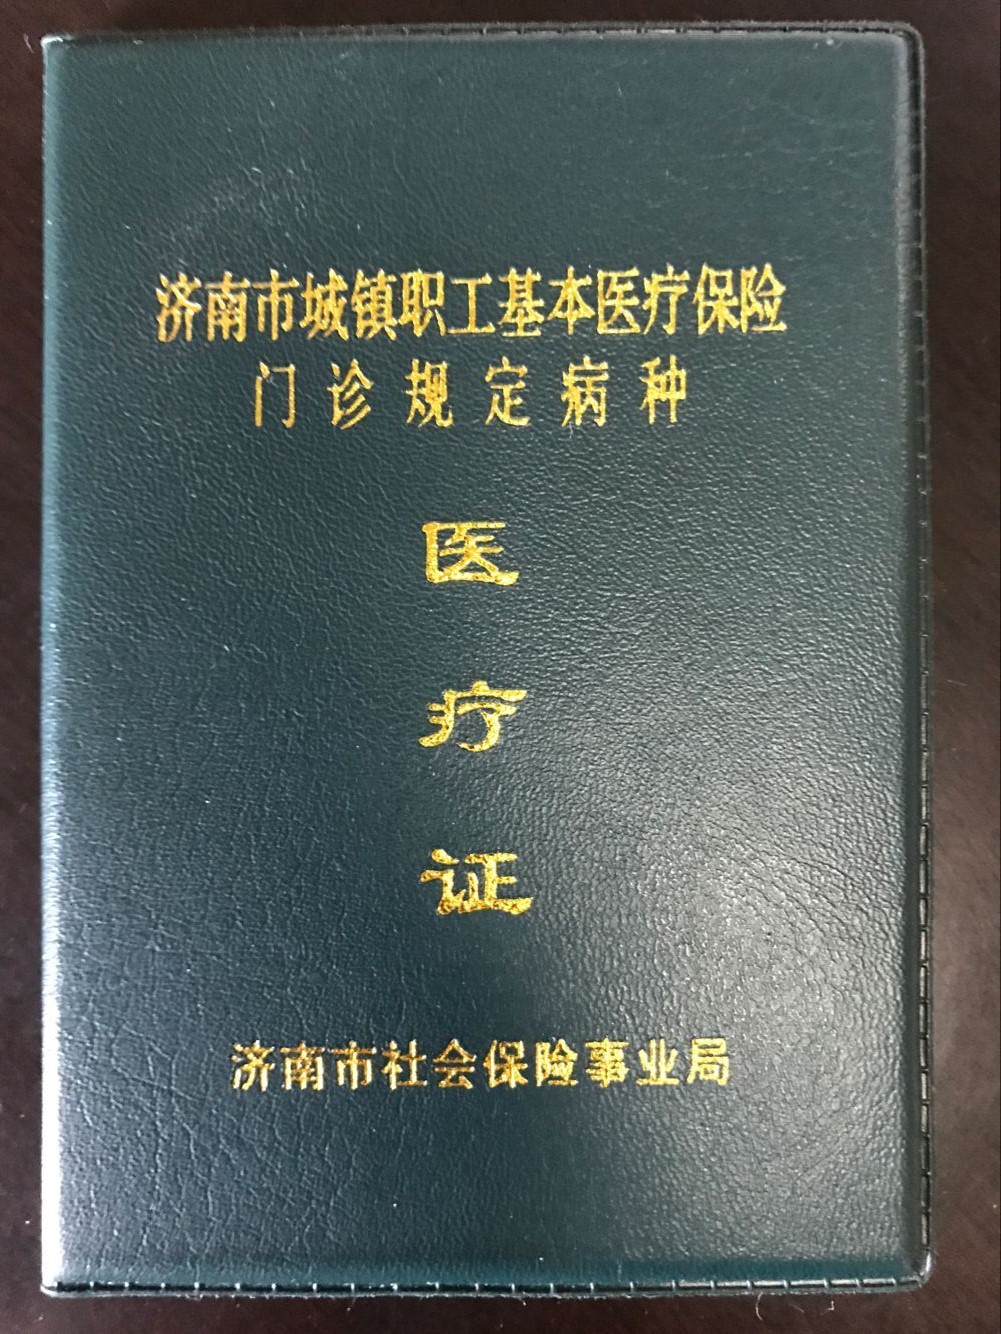 济南市城镇职工基本医疗保险
门诊规定病种
医
疗
证
济南市社会保险事业局